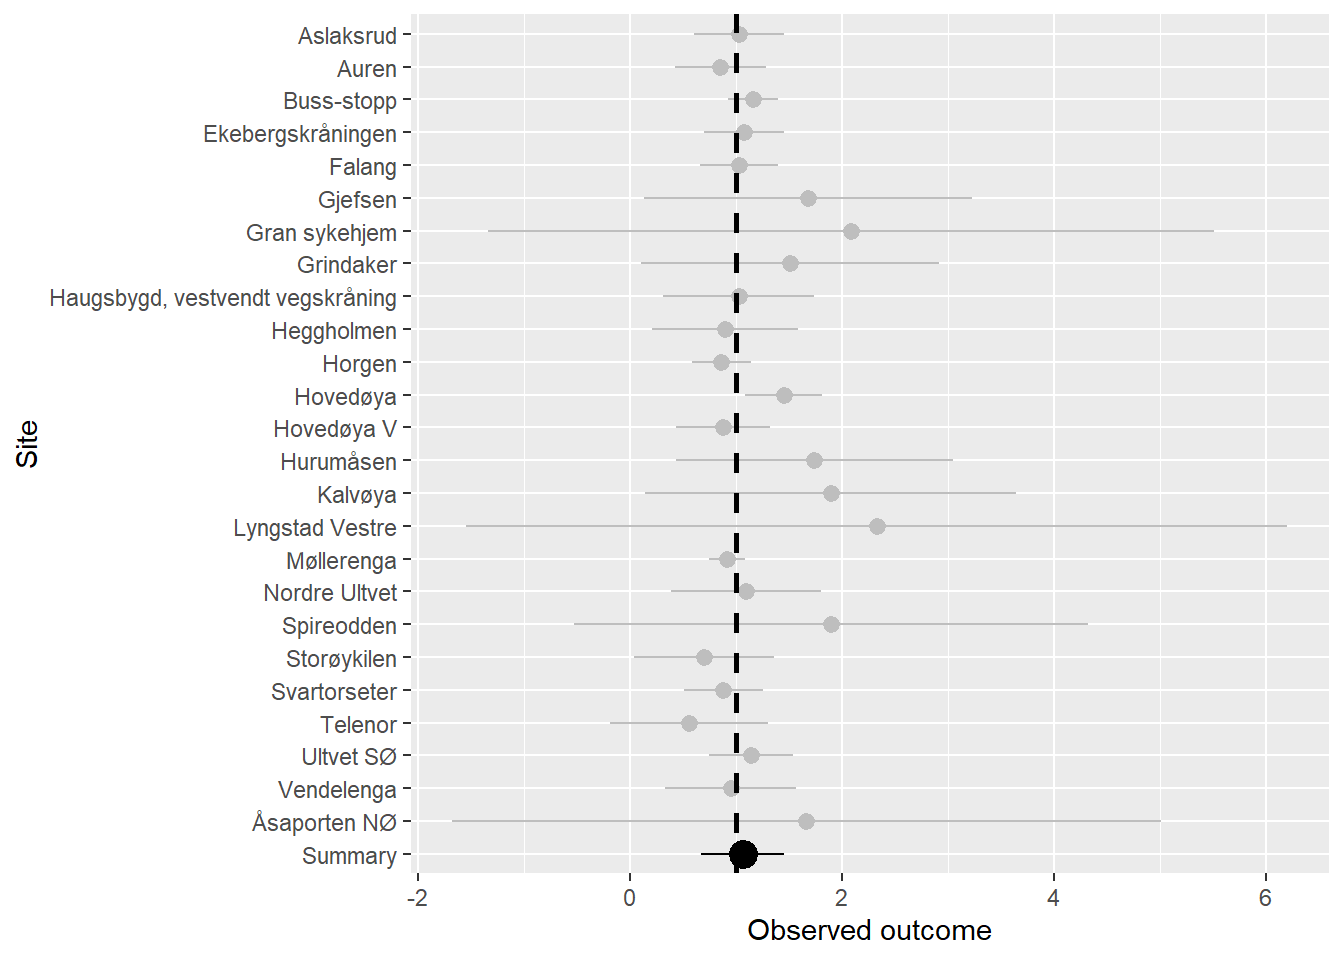 Aslaksrud
Auren
Buss-stopp
Ekebergskråningen
Falang
Gjefsen
Gran sykehjem
Grindaker
Haugsbygd, vestvendt vegskråning
Heggholmen
Horgen
Hovedøya
Hovedøya V
Hurumåsen
Kalvøya
Lyngstad Vestre
Møllerenga
Nordre Ultvet
Spireodden
Storøykilen
Svartorseter
Telenor
Ultvet SØ
Vendelenga
Åsaporten NØ
Summary
Site
-2 0 2 4 6
Observed outcome